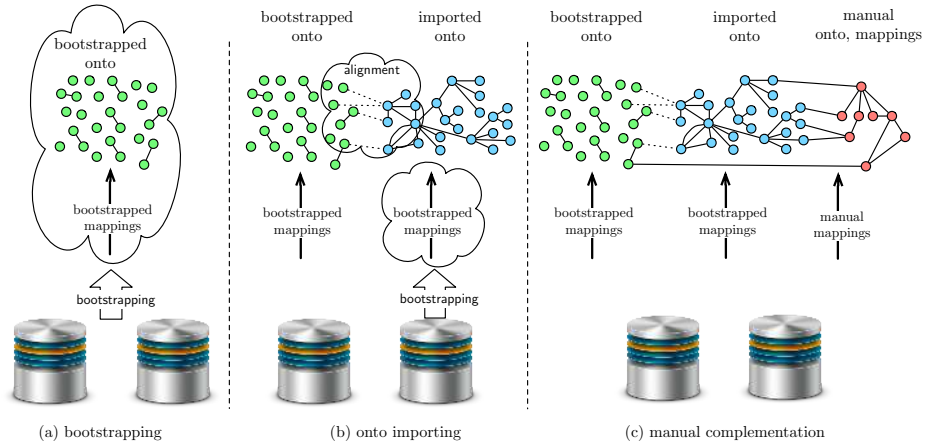 bootstrapped
onto
bootstrapped
mappings
bootstrapping
(a) bootstrapping
bootstrapped
onto
imported
onto
alignment
bootstrapped
mappings
bootstrapped
mappings
bootstrapping
(b) onto importing
bootstrapped
onto
imported
onto
manual
onto, mappings
bootstrapped
mappings
bootstrapped
mappings
manual
mappings
(c) manual complementation